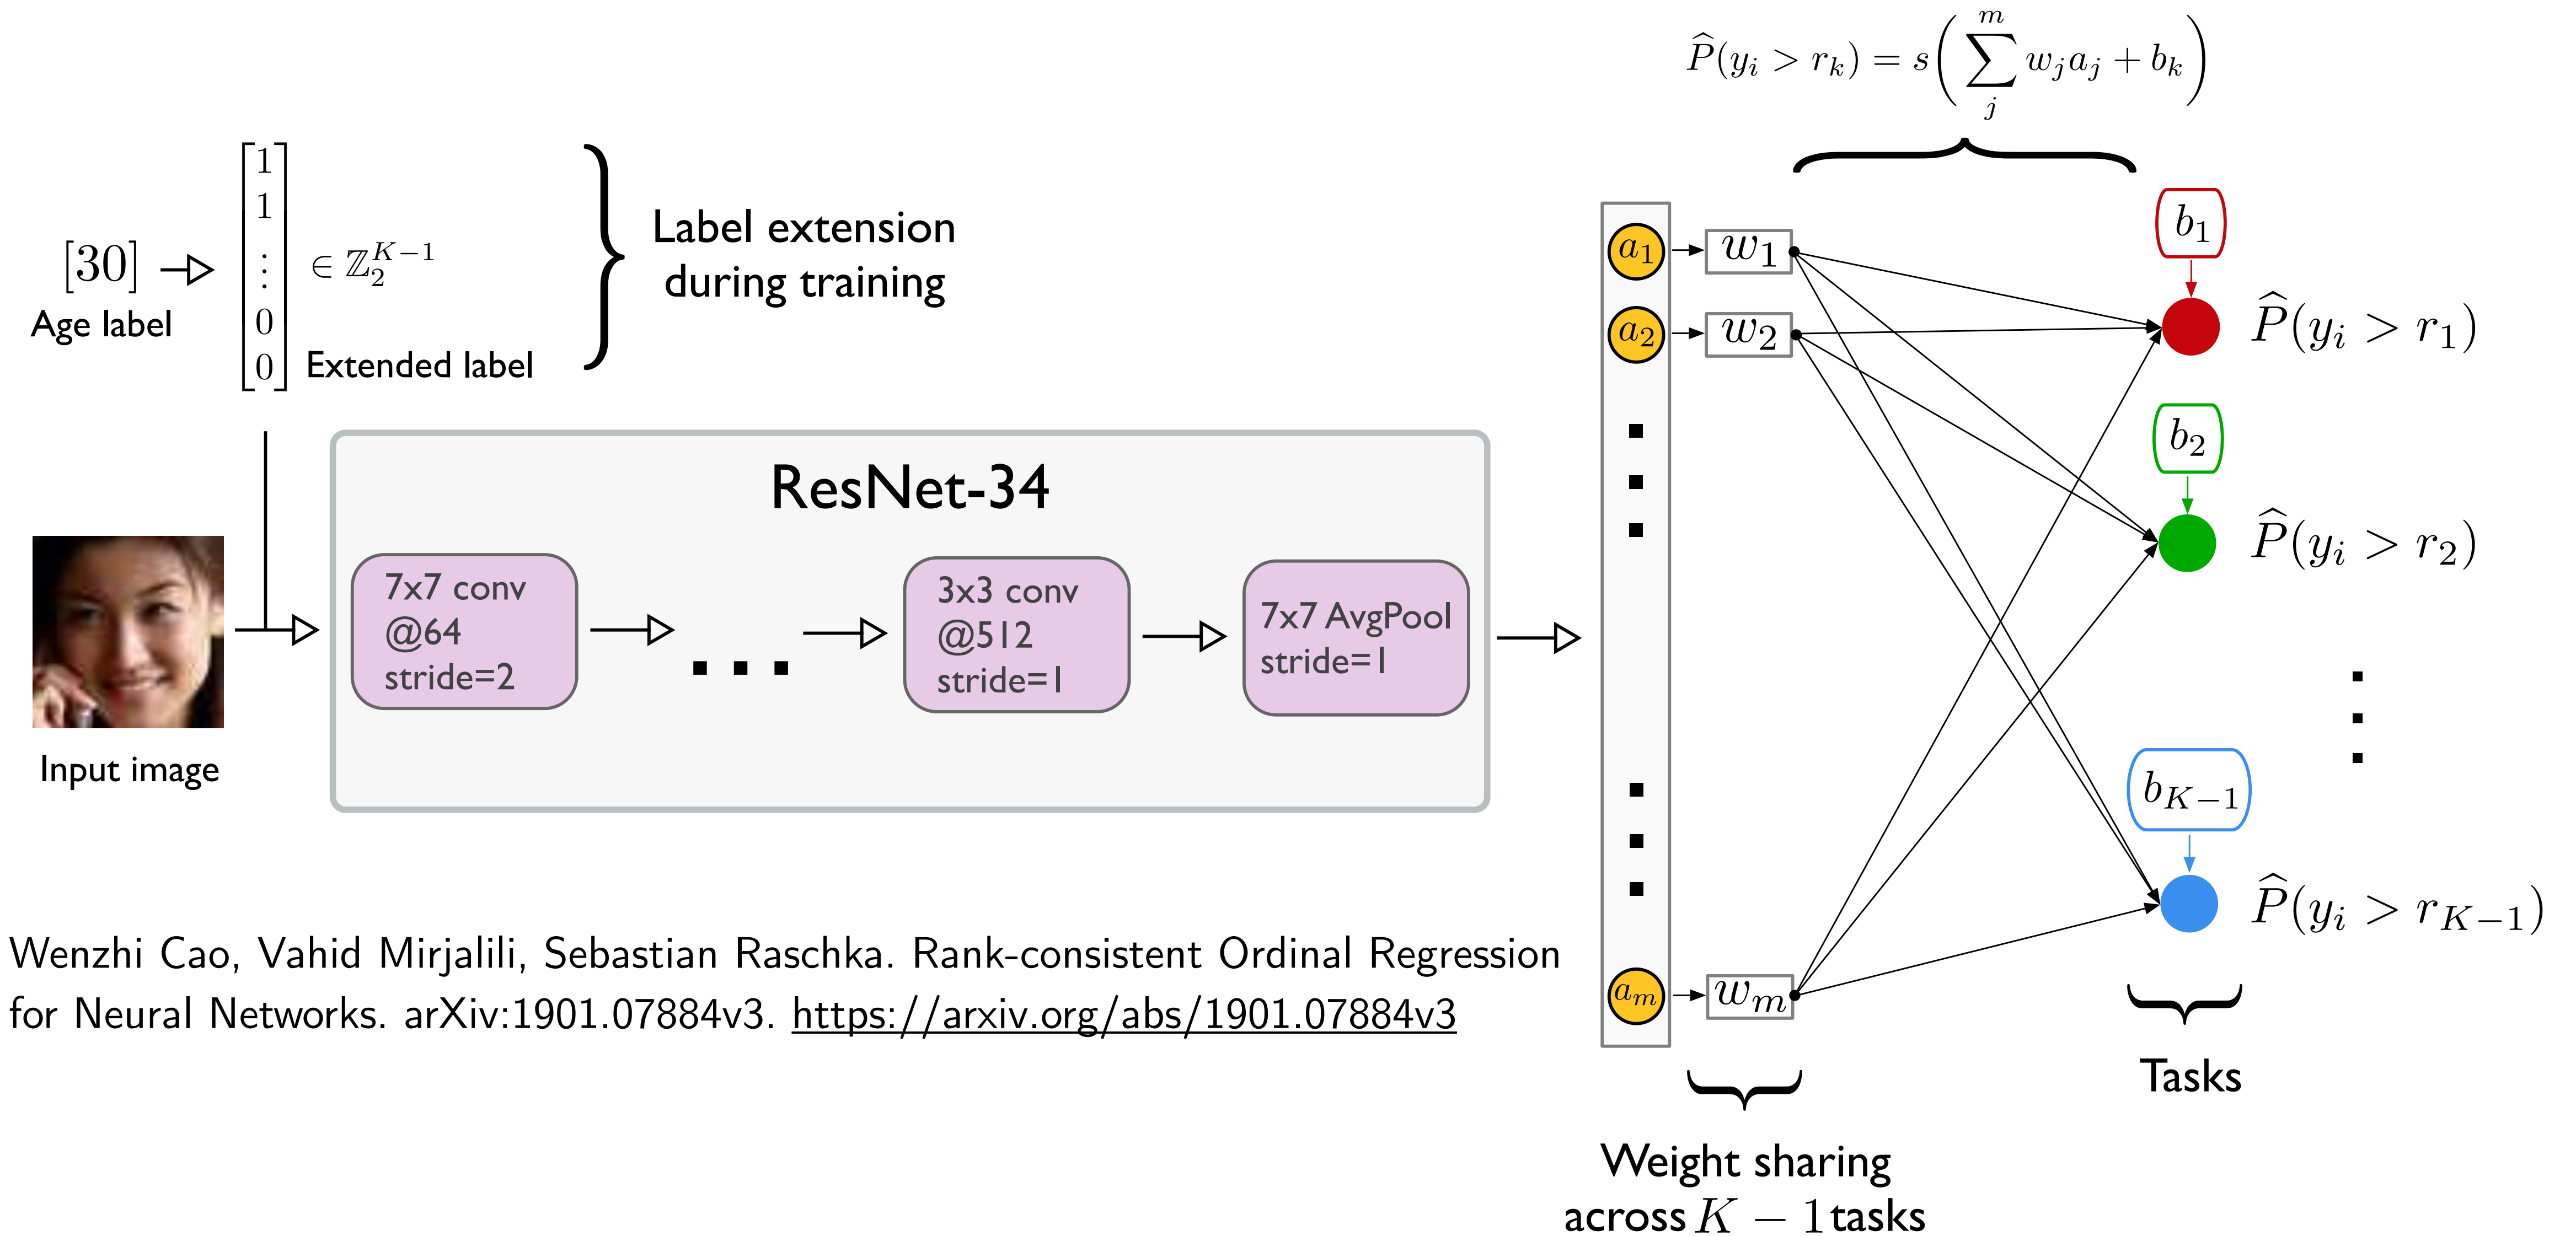 P̂(y_i > r_k) = s(∑_j^m w_j a_j + b_k)
[30]
Age label
1
1
⋮
0
0
∈ ℤ_2^{K−1}
Extended label
Label extension
during training
ResNet-34
7x7 conv
@64
stride=2
. . .
3x3 conv
@512
stride=1
7x7 AvgPool
stride=1
Input image
a_1
w_1
a_2
w_2
a_m
w_m
b_1
P̂(y_i > r_1)
b_2
P̂(y_i > r_2)
b_{K−1}
P̂(y_i > r_{K−1})
Tasks
Weight sharing
across K − 1 tasks
Wenzhi Cao, Vahid Mirjalili, Sebastian Raschka. Rank-consistent Ordinal Regression
for Neural Networks. arXiv:1901.07884v3. https://arxiv.org/abs/1901.07884v3